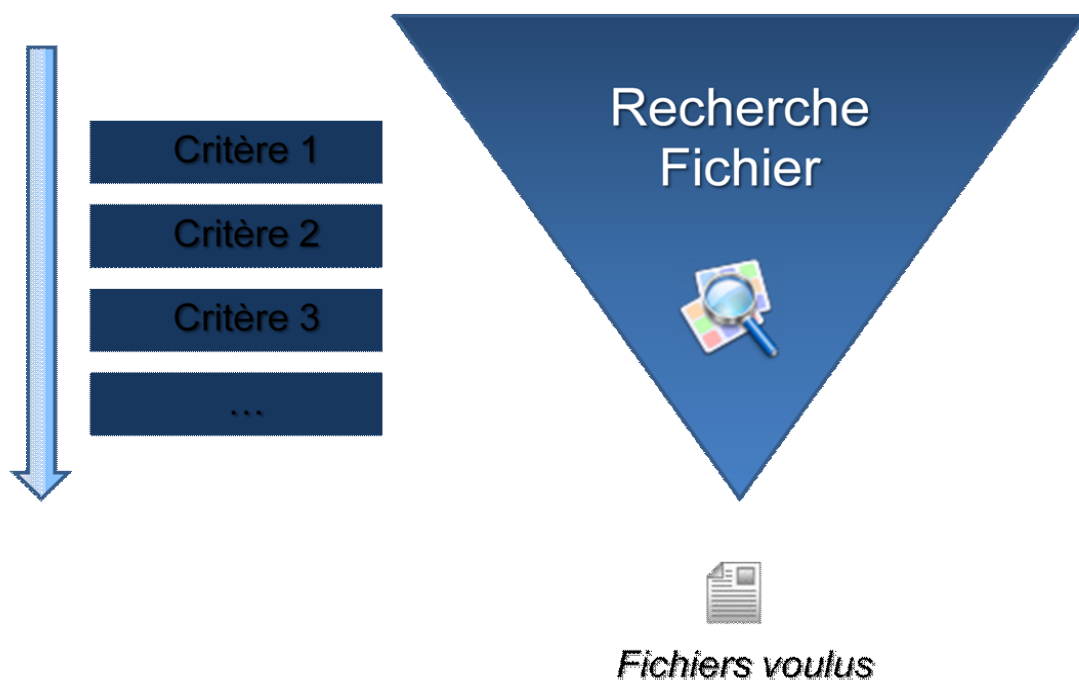 Recherche
Fichier
Critère 1
Critère 2
Critère 3
...
Fichiers voulus